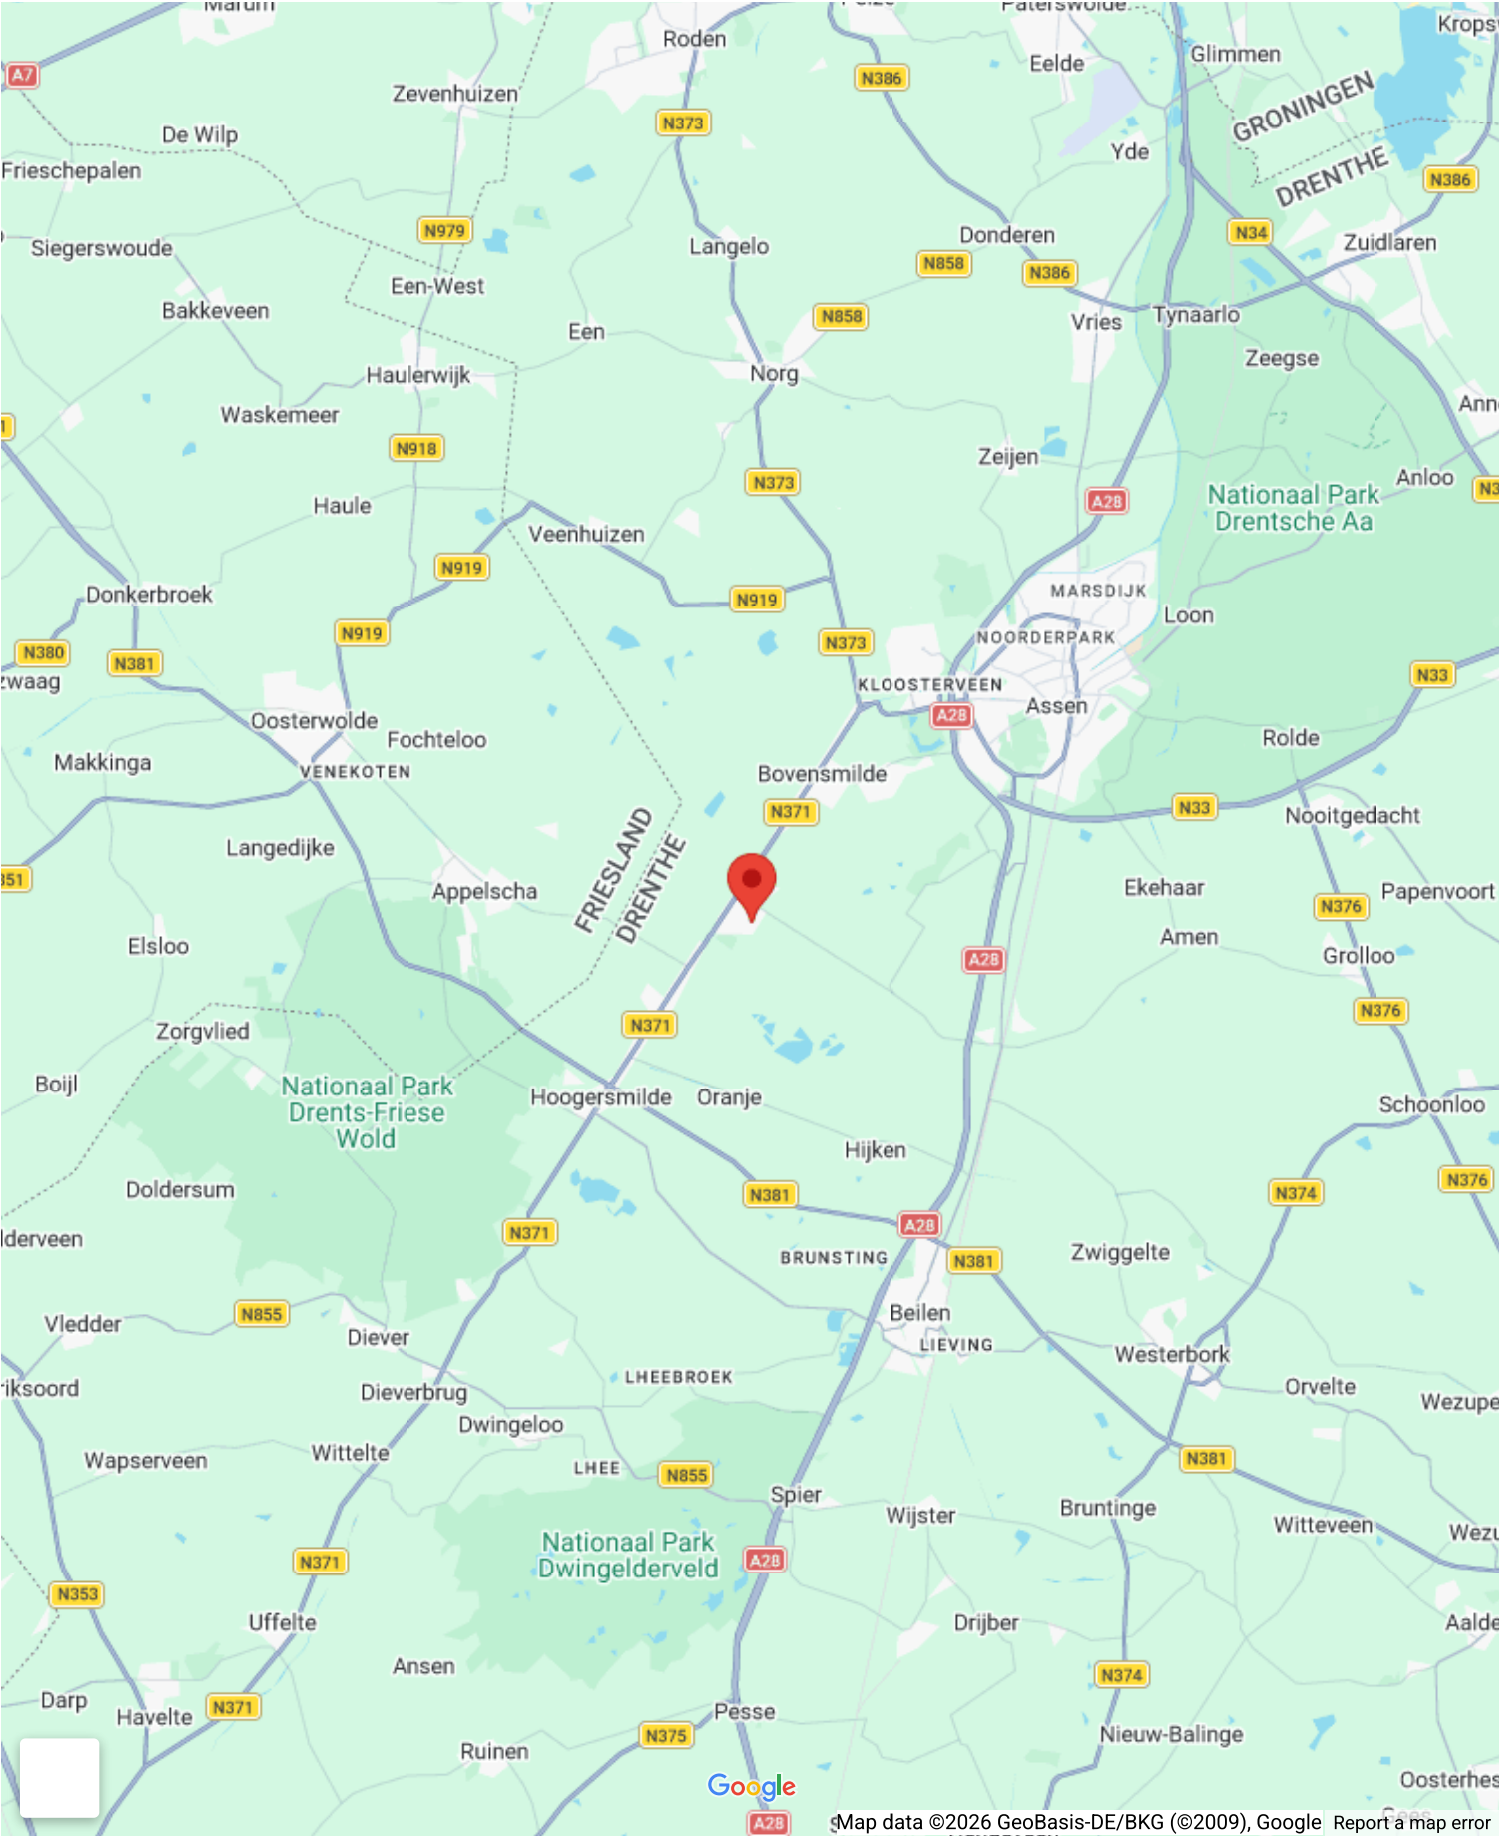 Marum
Roden
Paterswolde
Glimmen
Eelde
A7
N386
Zevenhuizen
N373
GRONINGEN
De Wilp
Yde
DRENTHE
Frieschepalen
N386
N979
N34
Siegerswoude
Langelo
Donderen
Zuidlaren
N858
N386
Een-West
Bakkeveen
N858
Tynaarlo
Een
Vries
Zeegse
Haulerwijk
Norg
Waskemeer
N918
Zeijen
Anloo
N373
Nationaal Park
Drentsche Aa
A28
Haule
Veenhuizen
N919
Donkerbroek
N919
MARSDIJK
Loon
N919
N373
NOORDERPARK
N380
N381
N33
KLOOSTERVEEN
Assen
A28
Oosterwolde
Fochteloo
Rolde
Makkinga
VENEKOTEN
Bovensmilde
N371
N33
Nooitgedacht
Langedijke
FRIESLAND
DRENTHE
Appelscha
Ekehaar
Papenvoort
N376
Elsloo
Amen
Grolloo
A28
N376
Zorgvlied
N371
Boijl
Nationaal Park
Drents-Friese
Wold
Hoogersmilde
Oranje
Schoonloo
Hijken
Doldersum
N381
N374
N376
N371
A28
BRUNSTING
N381
Zwiggelte
Vledder
N855
Diever
Beilen
LIEVING
Westerbork
LHEEBROEK
Dieverbrug
Orvelte
Dwingeloo
Wapserveen
Wittelte
LHEE
N855
N381
Spier
Wijster
Bruntinge
Witteveen
Nationaal Park
Dwingelderveld
A28
N371
N353
Uffelte
Drijber
Ansen
N374
Darp
Havelte
N371
Pesse
N375
Nieuw-Balinge
Ruinen
Google
A28
Map data ©2026 GeoBasis-DE/BKG (©2009), Google
Report a map error